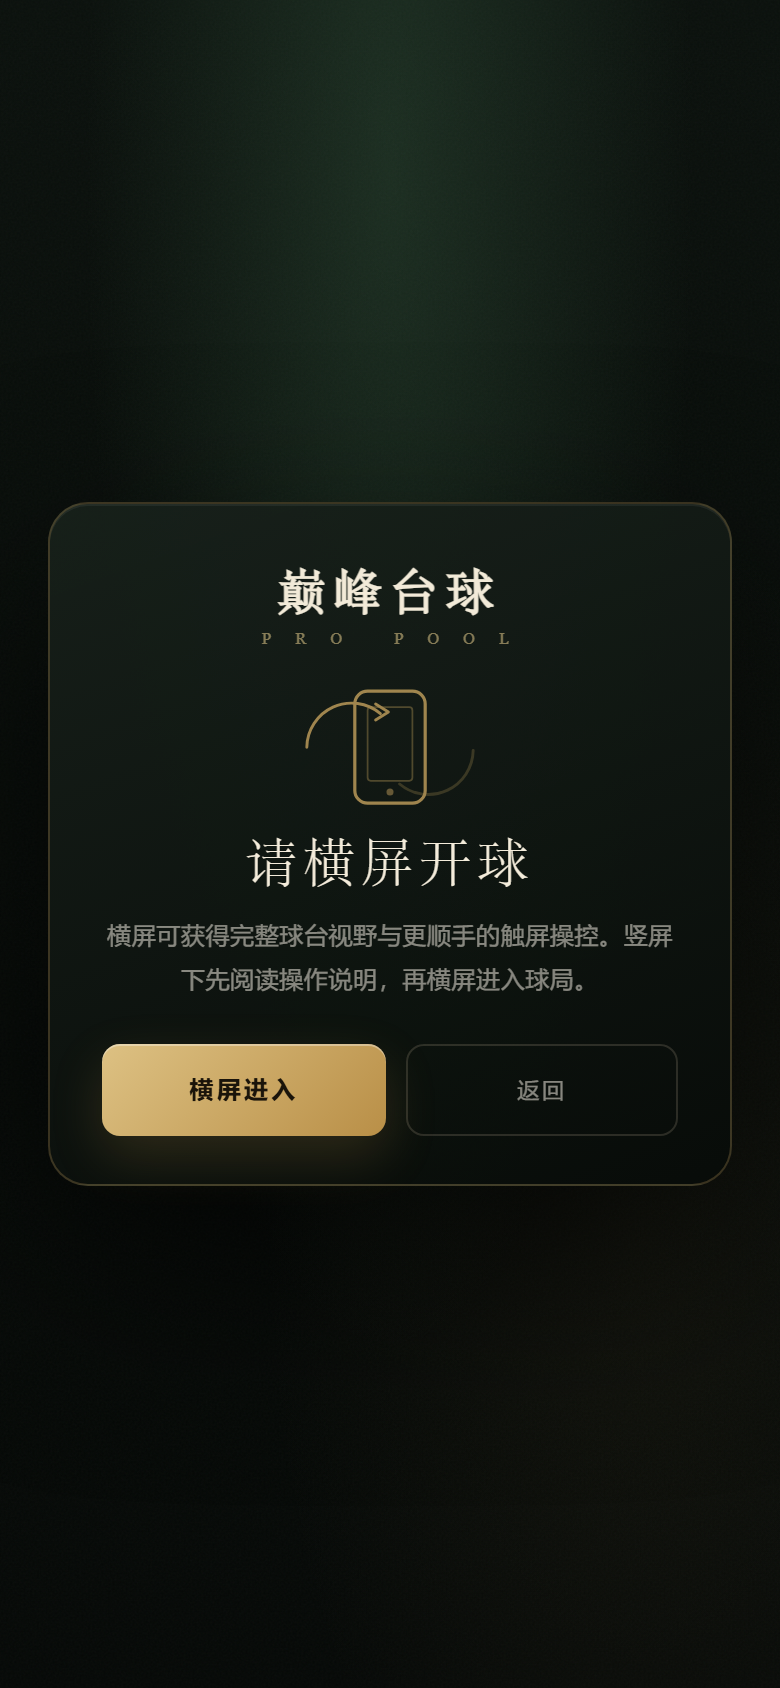 巅峰台球
PRO POOL
请横屏开球
横屏可获得完整球台视野与更顺手的触屏操控。竖屏
下先阅读操作说明，再横屏进入球局。
横屏进入
返回